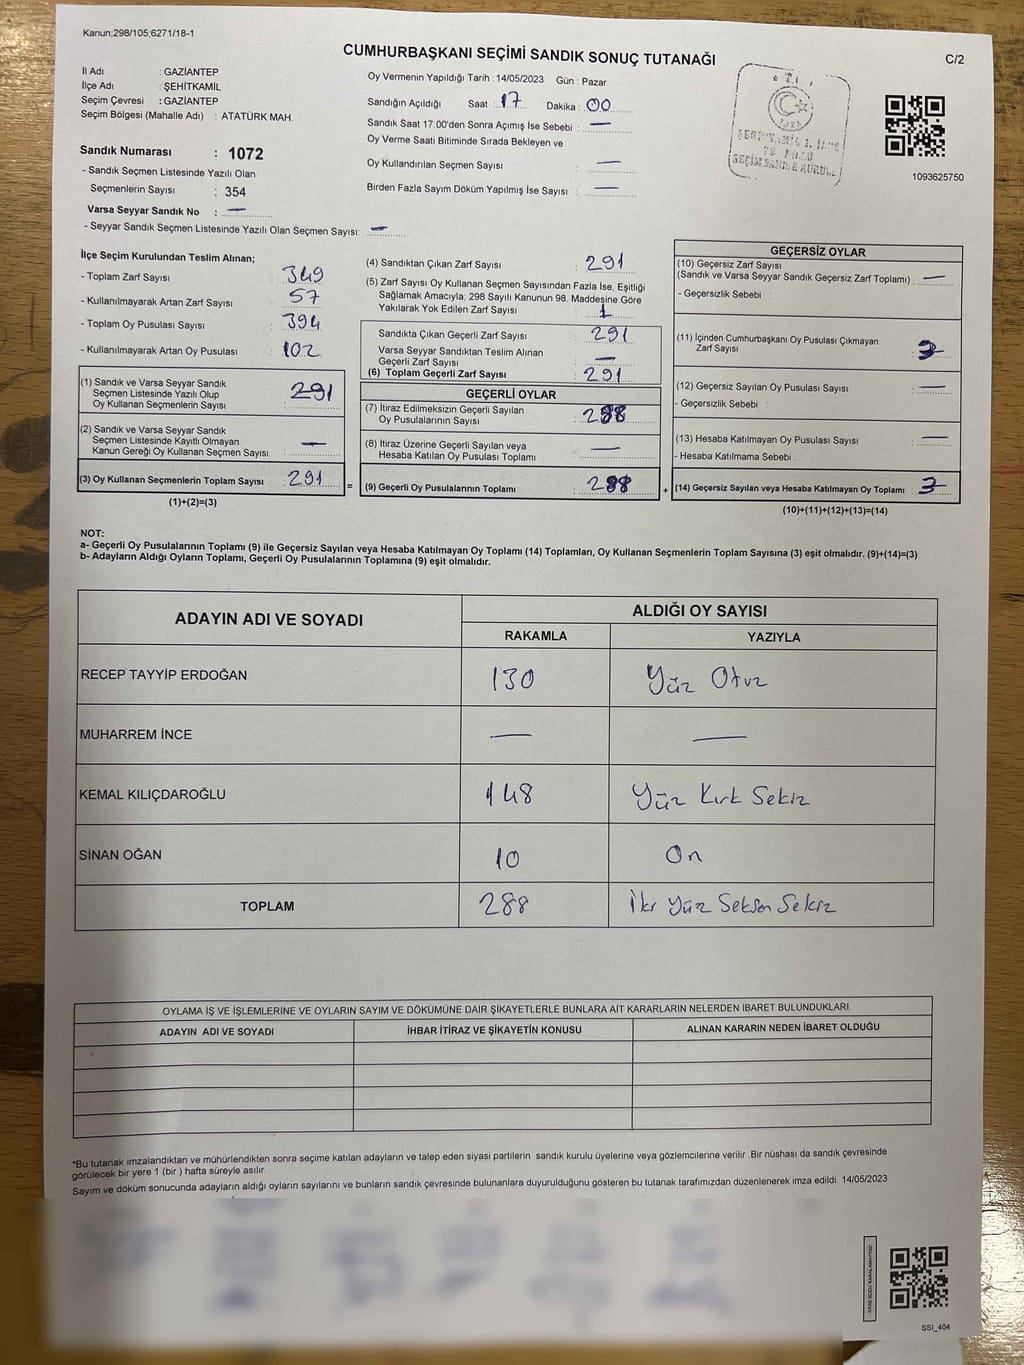 Kanun;298/105;6271/18-1
CUMHURBAŞKANI SEÇİMİ SANDIK SONUÇ TUTANAĞI
C/2
İl Adı : GAZİANTEP
İlçe Adı : ŞEHİTKAMİL
Seçim Çevresi : GAZİANTEP
Seçim Bölgesi (Mahalle Adı) : ATATÜRK MAH.
Sandık Numarası : 1072
- Sandık Seçmen Listesinde Yazılı Olan
Seçmenlerin Sayısı : 354
Varsa Seyyar Sandık No : —
- Seyyar Sandık Seçmen Listesinde Yazılı Olan Seçmen Sayısı: —
Oy Vermenin Yapıldığı Tarih : 14/05/2023 Gün : Pazar
Sandığın Açıldığı Saat : 17 Dakika : 00
Sandık Saat 17:00'den Sonra Açımış İse Sebebi : —
Oy Verme Saati Bitiminde Sırada Bekleyen ve
Oy Kullandırılan Seçmen Sayısı : —
Birden Fazla Sayım Döküm Yapılmış İse Sayısı : —
1093625750
İlçe Seçim Kurulundan Teslim Alınan;
- Toplam Zarf Sayısı : 349
- Kullanılmayarak Artan Zarf Sayısı : 57
- Toplam Oy Pusulası Sayısı : 394
- Kullanılmayarak Artan Oy Pusulası : 102
(1) Sandık ve Varsa Seyyar Sandık
Seçmen Listesinde Yazılı Olup
Oy Kullanan Seçmenlerin Sayısı : 291
(2) Sandık ve Varsa Seyyar Sandık
Seçmen Listesinde Kayıtlı Olmayan
Kanun Gereği Oy Kullanan Seçmen Sayısı : —
(3) Oy Kullanan Seçmenlerin Toplam Sayısı : 291
(1)+(2)=(3)
(4) Sandıktan Çıkan Zarf Sayısı : 291
(5) Zarf Sayısı Oy Kullanan Seçmen Sayısından Fazla İse, Eşitliği
Sağlamak Amacıyla; 298 Sayılı Kanunun 98. Maddesine Göre
Yakılarak Yok Edilen Zarf Sayısı : 1
Sandıkta Çıkan Geçerli Zarf Sayısı : 291
Varsa Seyyar Sandıktan Teslim Alınan
Geçerli Zarf Sayısı : —
(6) Toplam Geçerli Zarf Sayısı : 291
GEÇERLİ OYLAR
(7) İtiraz Edilmeksizin Geçerli Sayılan
Oy Pusulalarının Sayısı : 288
(8) İtiraz Üzerine Geçerli Sayılan veya
Hesaba Katılan Oy Pusulası Toplamı : —
= (9) Geçerli Oy Pusulalarının Toplamı : 288
GEÇERSİZ OYLAR
(10) Geçersiz Zarf Sayısı
(Sandık ve Varsa Seyyar Sandık Geçersiz Zarf Toplamı) : —
- Geçersizlik Sebebi :
(11) İçinden Cumhurbaşkanı Oy Pusulası Çıkmayan
Zarf Sayısı : 3
(12) Geçersiz Sayılan Oy Pusulası Sayısı : —
- Geçersizlik Sebebi :
(13) Hesaba Katılmayan Oy Pusulası Sayısı : —
- Hesaba Katılmama Sebebi :
+ (14) Geçersiz Sayılan veya Hesaba Katılmayan Oy Toplamı : 3
(10)+(11)+(12)+(13)=(14)
NOT:
a- Geçerli Oy Pusulalarının Toplamı (9) ile Geçersiz Sayılan veya Hesaba Katılmayan Oy Toplamı (14) Toplamları, Oy Kullanan Seçmenlerin Toplam Sayısına (3) eşit olmalıdır. (9)+(14)=(3)
b- Adayların Aldığı Oyların Toplamı, Geçerli Oy Pusulalarının Toplamına (9) eşit olmalıdır.
ADAYIN ADI VE SOYADI
ALDIĞI OY SAYISI
RAKAMLA YAZIYLA
RECEP TAYYİP ERDOĞAN 130 Yüz Otuz
MUHARREM İNCE — —
KEMAL KILIÇDAROĞLU 148 Yüz Kırk Sekiz
SİNAN OĞAN 10 On
TOPLAM 288 İki Yüz Seksen Sekiz
OYLAMA İŞ VE İŞLEMLERİNE VE OYLARIN SAYIM VE DÖKÜMÜNE DAİR ŞİKAYETLERLE BUNLARA AİT KARARLARIN NELERDEN İBARET BULUNDUKLARI
ADAYIN ADI VE SOYADI İHBAR İTİRAZ VE ŞİKAYETİN KONUSU ALINAN KARARIN NEDEN İBARET OLDUĞU
*Bu tutanak imzalandıktan ve mühürlendikten sonra seçime katılan adayların ve talep eden siyasi partilerin sandık kurulu üyelerine veya gözlemcilerine verilir .Bir nüshası da sandık çevresinde
görülecek bir yere 1 (bir ) hafta süreyle asılır.
Sayım ve döküm sonucunda adayların aldığı oyların sayılarını ve bunların sandık çevresinde bulunanlara duyurulduğunu gösteren bu tutanak tarafımızdan düzenlenerek imza edildi. 14/05/2023
SSI_404